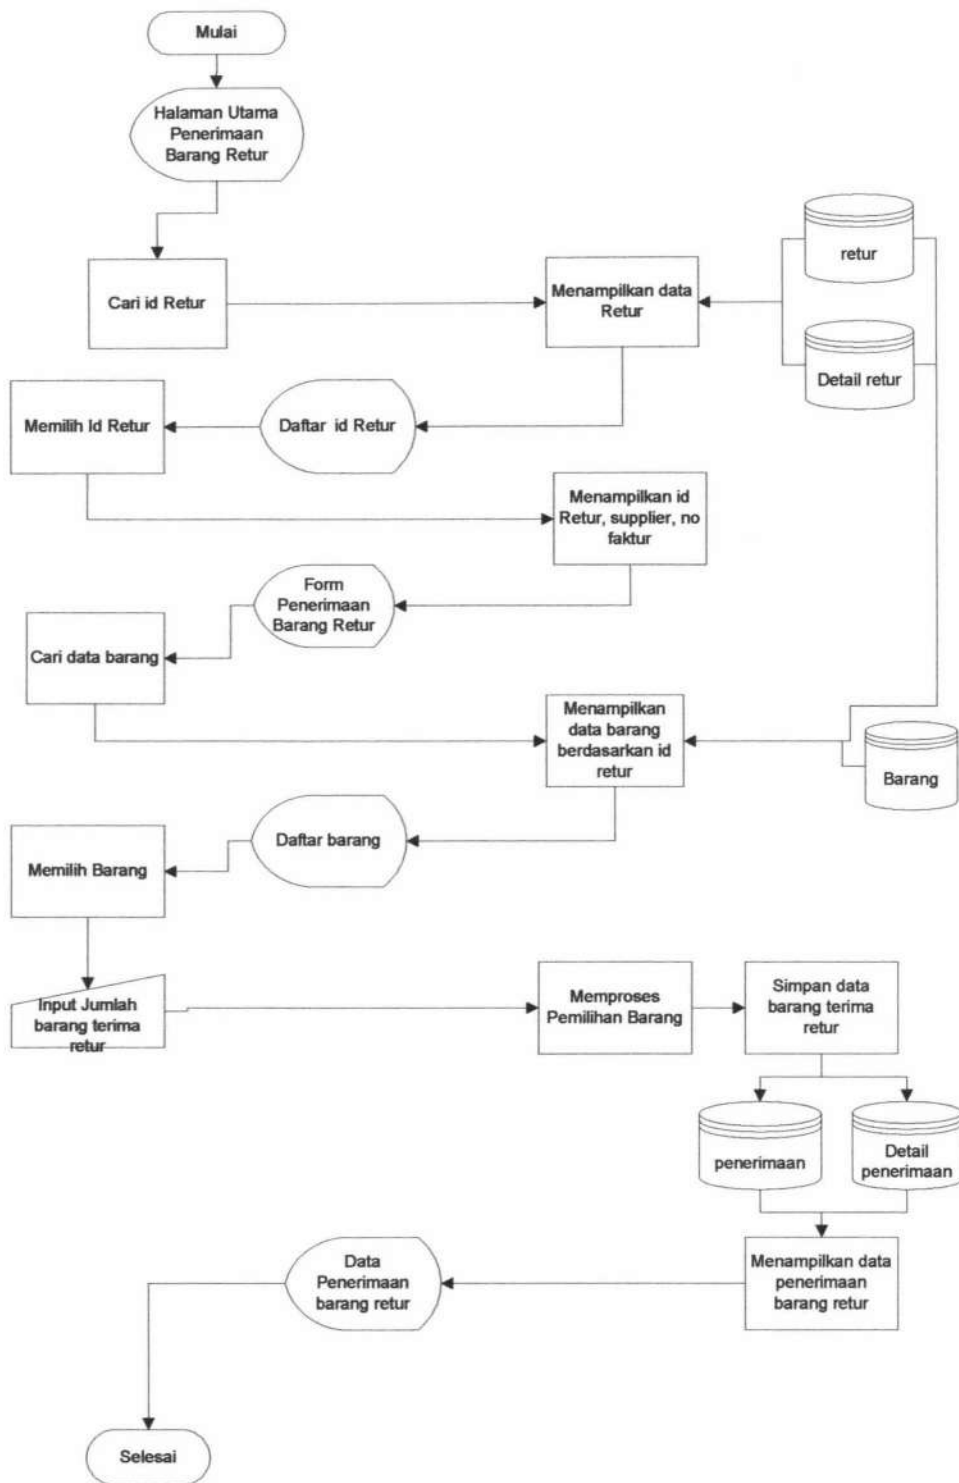 Mulai
Halaman Utama
Penerimaan
Barang Retur
Cari id Retur
Menampilkan data
Retur
retur
Detail retur
Memilih Id Retur
Daftar id Retur
Menampilkan id
Retur, supplier, no
faktur
Form
Penerimaan
Barang Retur
Cari data barang
Menampilkan
data barang
berdasarkan id
retur
Barang
Memilih Barang
Daftar barang
Input Jumlah
barang terima
retur
Memproses
Pemilihan Barang
Simpan data
barang terima
retur
penerimaan
Detail
penerimaan
Data
Penerimaan
barang retur
Menampilkan data
penerimaan
barang retur
Selesai